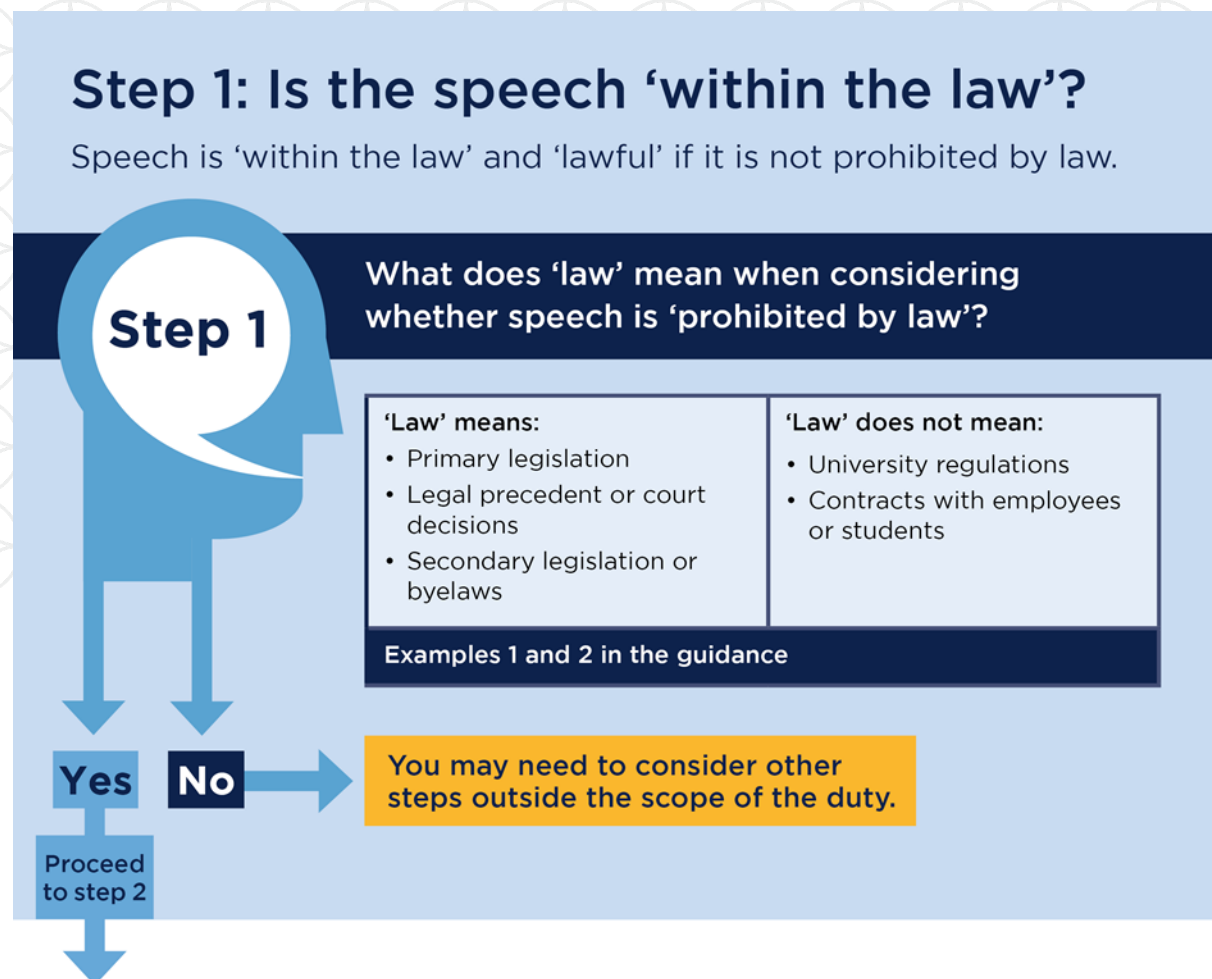 Step 1: Is the speech ‘within the law’?
Speech is ‘within the law’ and ‘lawful’ if it is not prohibited by law.
Step 1
What does ‘law’ mean when considering
whether speech is ‘prohibited by law’?
‘Law’ means:
• Primary legislation
• Legal precedent or court
decisions
• Secondary legislation or
byelaws
‘Law’ does not mean:
• University regulations
• Contracts with employees
or students
Examples 1 and 2 in the guidance
Yes
No
You may need to consider other
steps outside the scope of the duty.
Proceed
to step 2